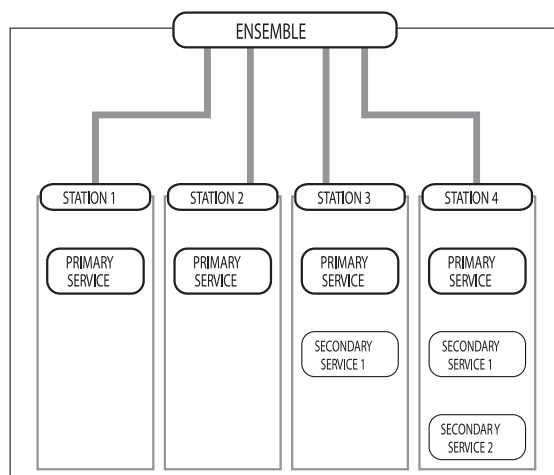 ENSEMBLE
STATION 1
STATION 2
STATION 3
STATION 4
PRIMARY
SERVICE
PRIMARY
SERVICE
PRIMARY
SERVICE
PRIMARY
SERVICE
SECONDARY
SERVICE 1
SECONDARY
SERVICE 1
SECONDARY
SERVICE 2